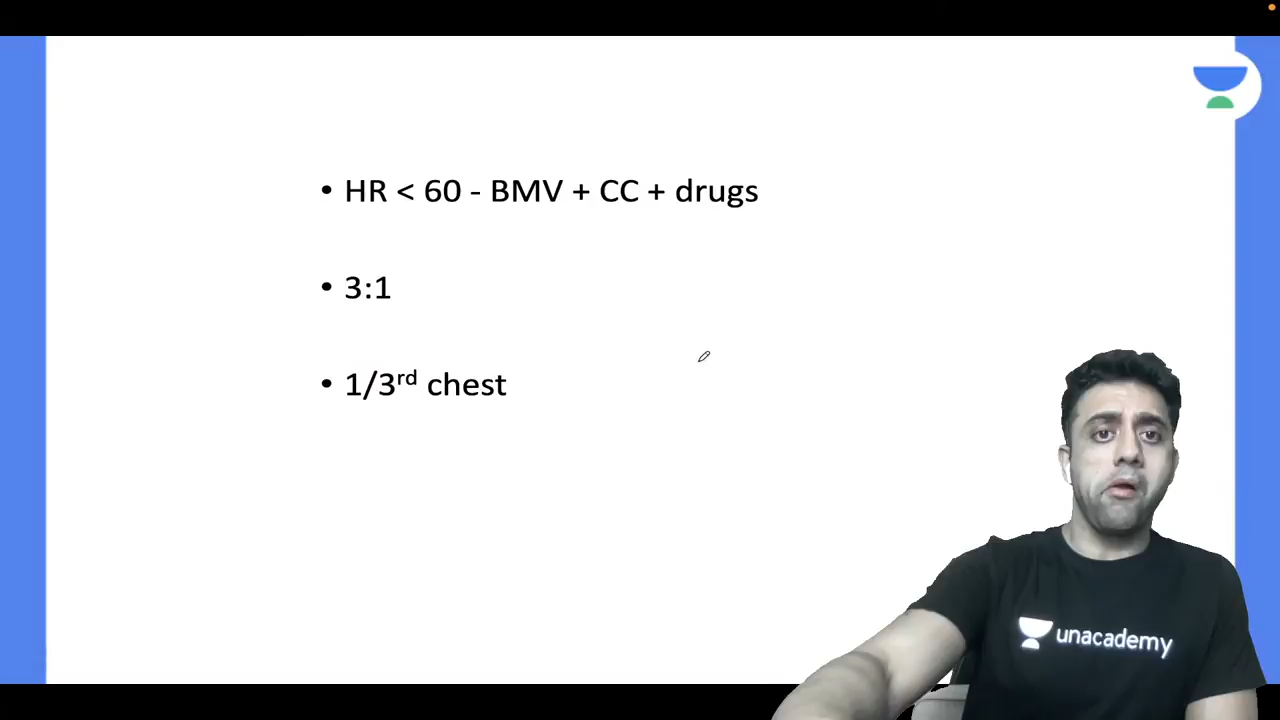 • HR < 60 - BMV + CC + drugs
• 3:1
• 1/3rd chest
unacademy